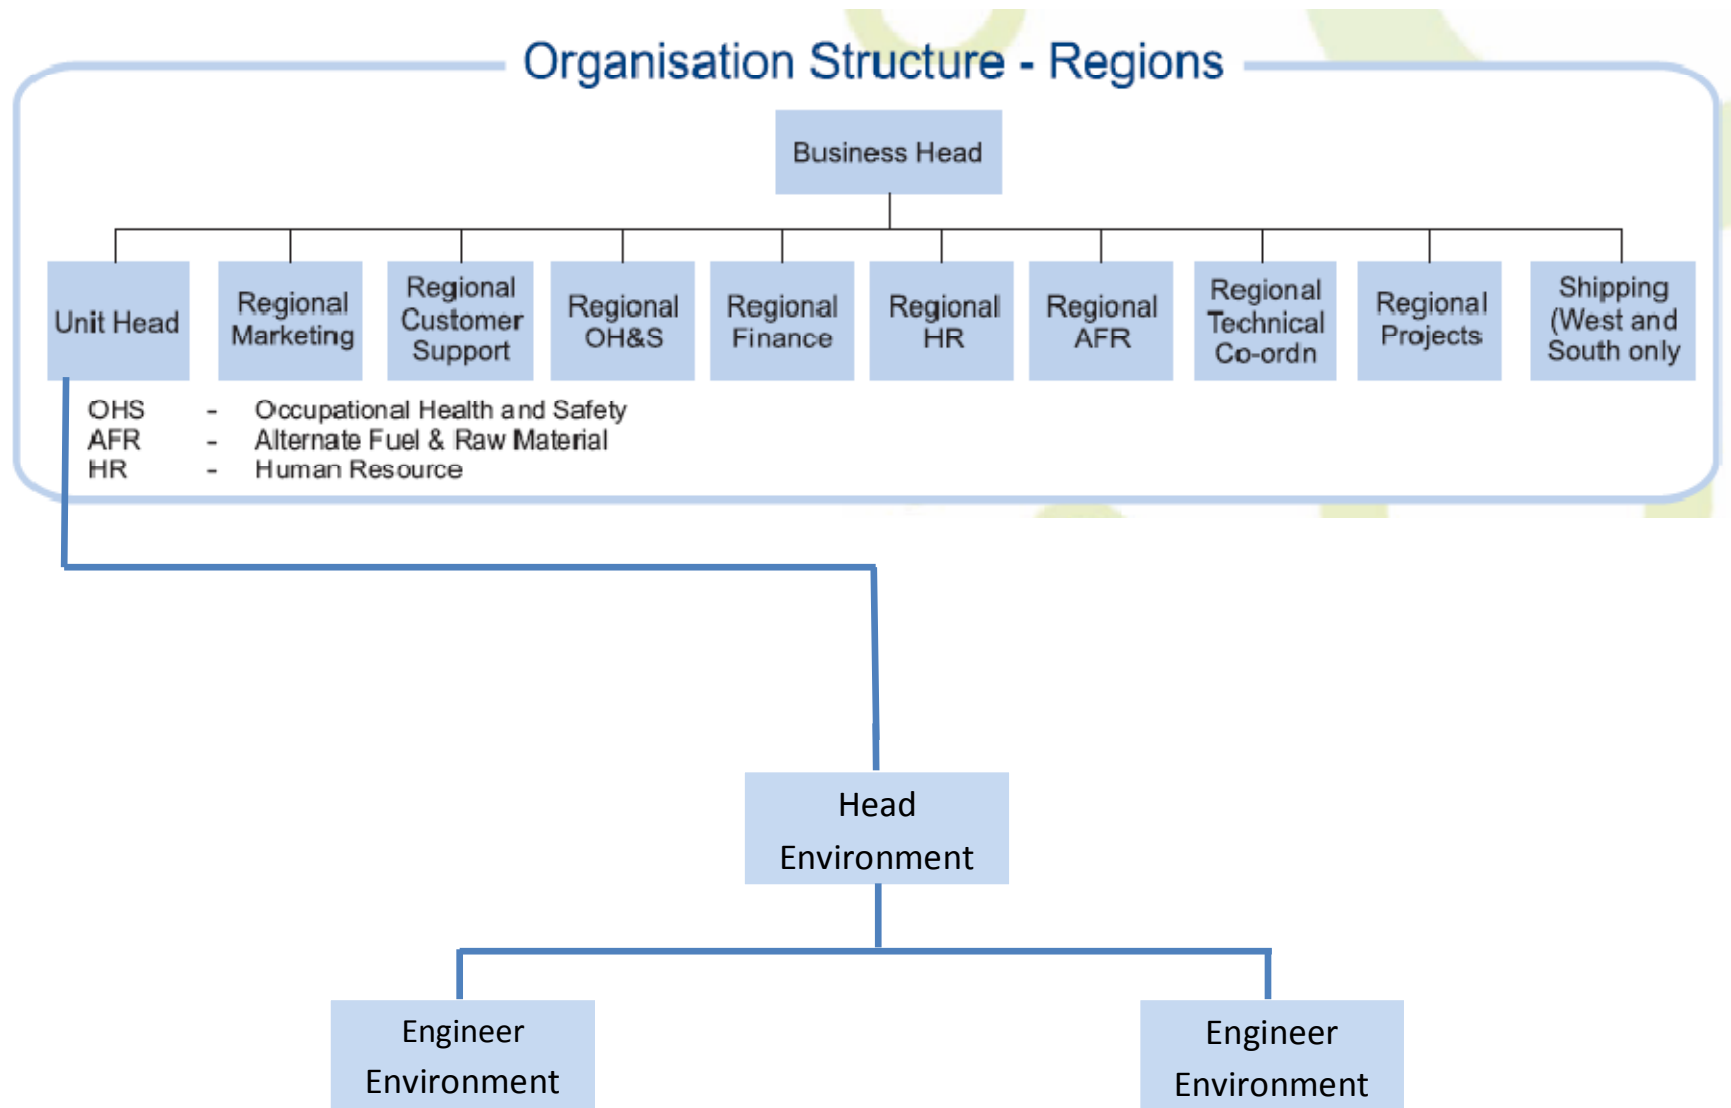 Organisation Structure - Regions
Business Head
Unit Head
Regional
Marketing
Regional
Customer
Support
Regional
OH&S
Regional
Finance
Regional
HR
Regional
AFR
Regional
Technical
Co-ordn
Regional
Projects
Shipping
(West and
South only
OHS - Occupational Health and Safety
AFR - Alternate Fuel & Raw Material
HR - Human Resource
Head
Environment
Engineer
Environment
Engineer
Environment